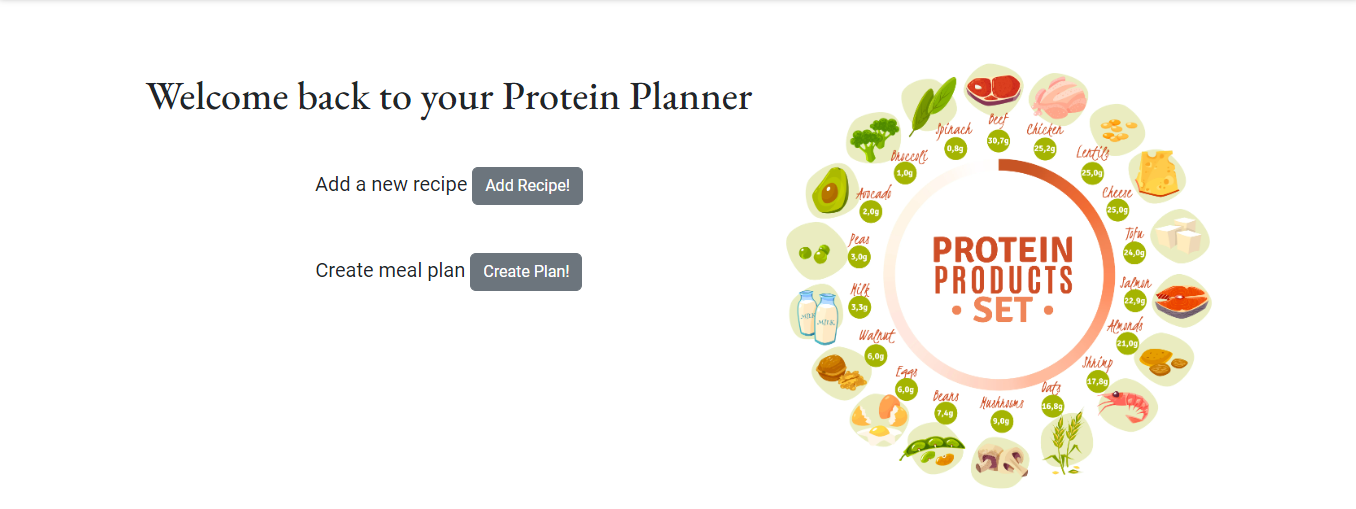 Welcome back to your Protein Planner
Add a new recipe Add Recipe!
Create meal plan Create Plan!
PROTEIN
PRODUCTS
• SET •
Beef
30,7g
Chicken
25,2g
Lentils
25,0g
Cheese
25,0g
Tofu
24,0g
Salmon
22,9g
Almonds
21,0g
Shrimp
17,8g
Oats
16,8g
Mushrooms
9,0g
Beans
7,4g
Eggs
6,0g
Walnut
6,0g
Milk
3,3g
Peas
3,0g
Avocado
2,0g
Broccoli
1,0g
Spinach
0,8g
MILK
MILK